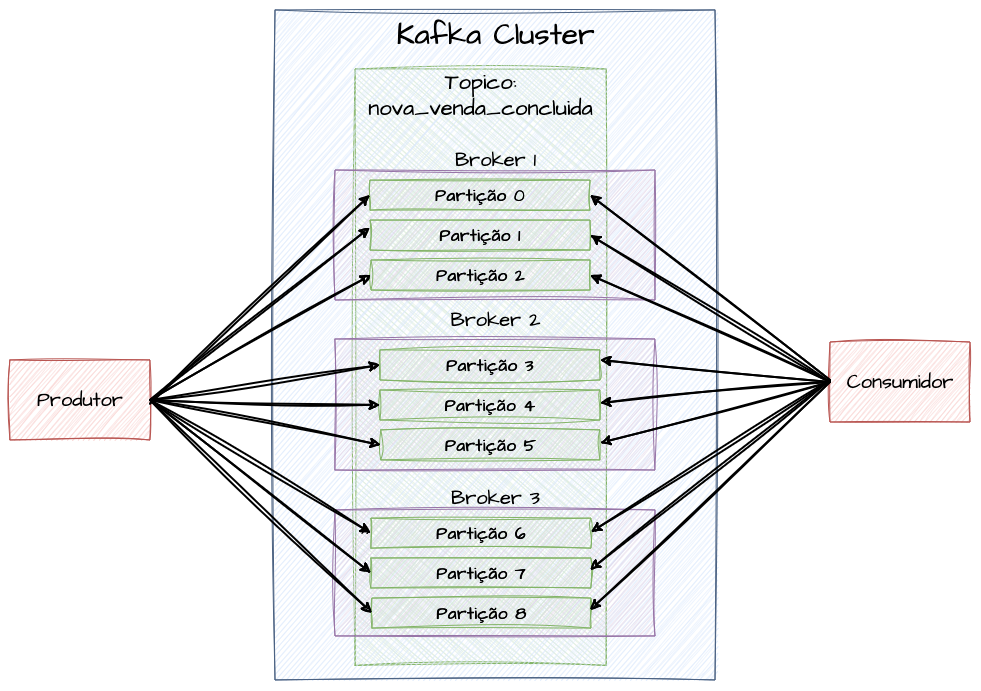 Kafka Cluster
Topico:
nova_venda_concluida
Broker 1
Partição 0
Partição 1
Partição 2
Broker 2
Partição 3
Partição 4
Partição 5
Produtor
Consumidor
Broker 3
Partição 6
Partição 7
Partição 8